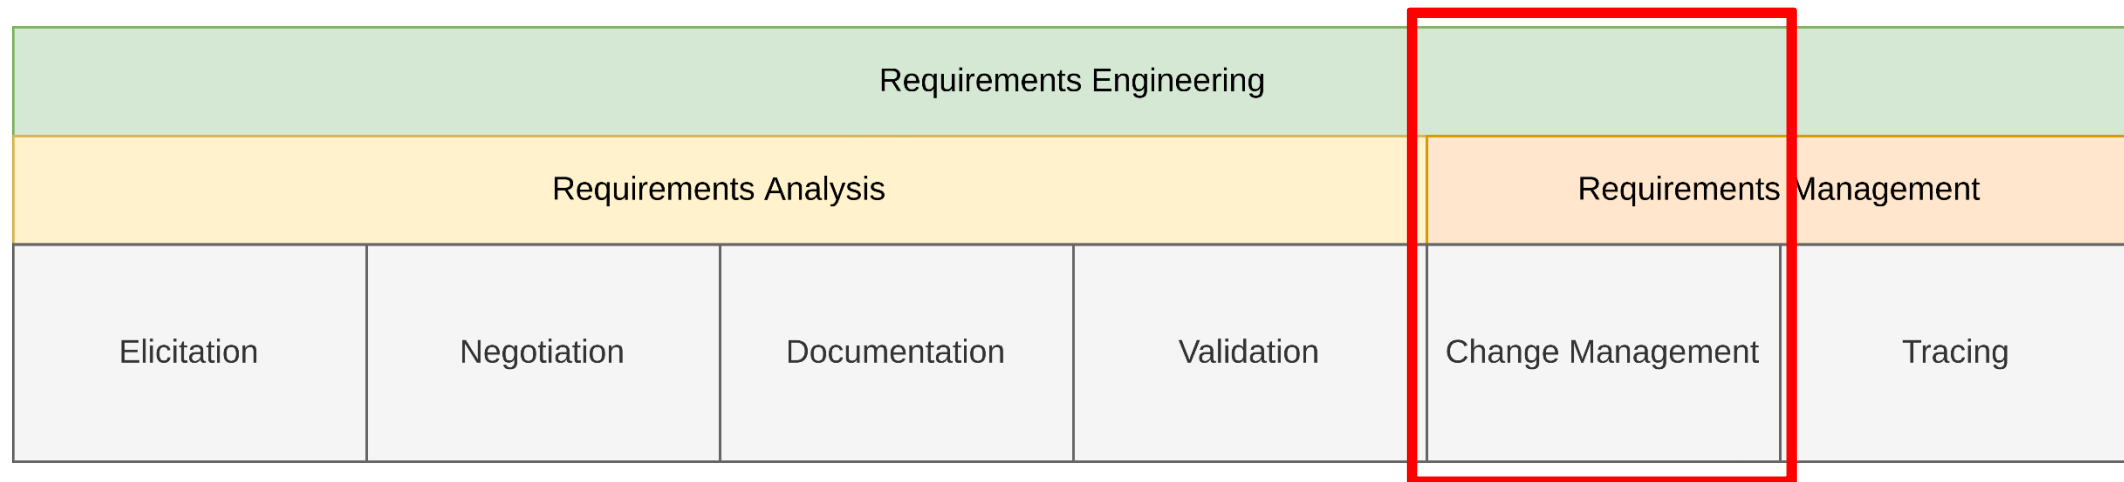 Requirements Engineering
Requirements Analysis
Requirements Management
Elicitation
Negotiation
Documentation
Validation
Change Management
Tracing